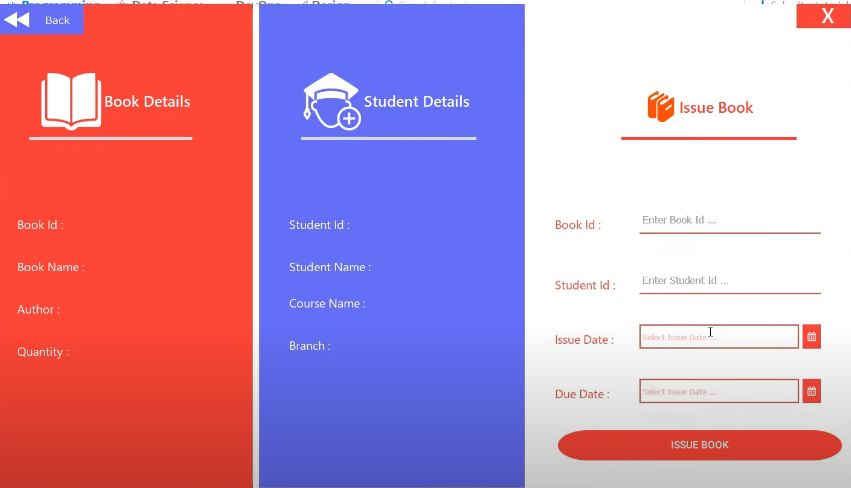 Back
X
Book Details
Student Details
Issue Book
Book Id :
Book Name :
Author :
Quantity :
Student Id :
Student Name :
Course Name :
Branch :
Book Id :
Enter Book Id ...
Student Id :
Enter Student Id ...
Issue Date :
Select Issue Date ...
Due Date :
Select Issue Date ...
ISSUE BOOK